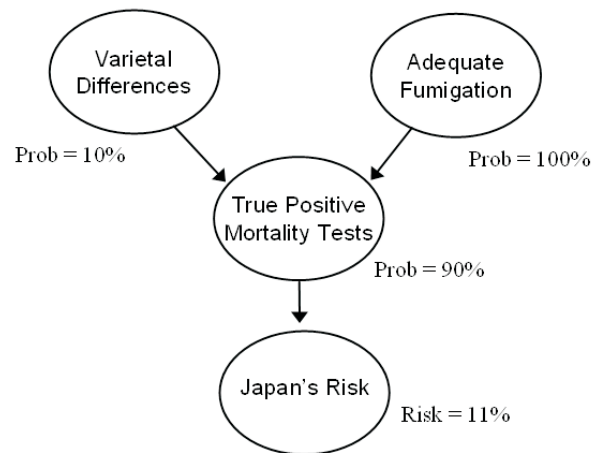 Varietal
Differences
Adequate
Fumigation
Prob = 10%
Prob = 100%
True Positive
Mortality Tests
Prob = 90%
Japan's Risk
Risk = 11%